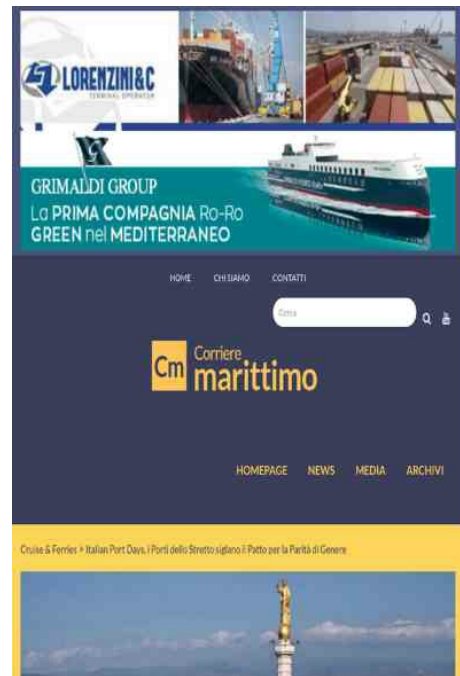 LORENZINI&C
TERMINAL OPERATOR
GRIMALDI GROUP
La PRIMA COMPAGNIA Ro-Ro
GREEN nel MEDITERRANEO
HOME CHI SIAMO CONTATTI
Cerca
Cm Corriere
marittimo
HOMEPAGE NEWS MEDIA ARCHIVI
Cruise & Ferries > Italian Port Days, i Porti dello Stretto siglano il Patto per la Parità di Genere